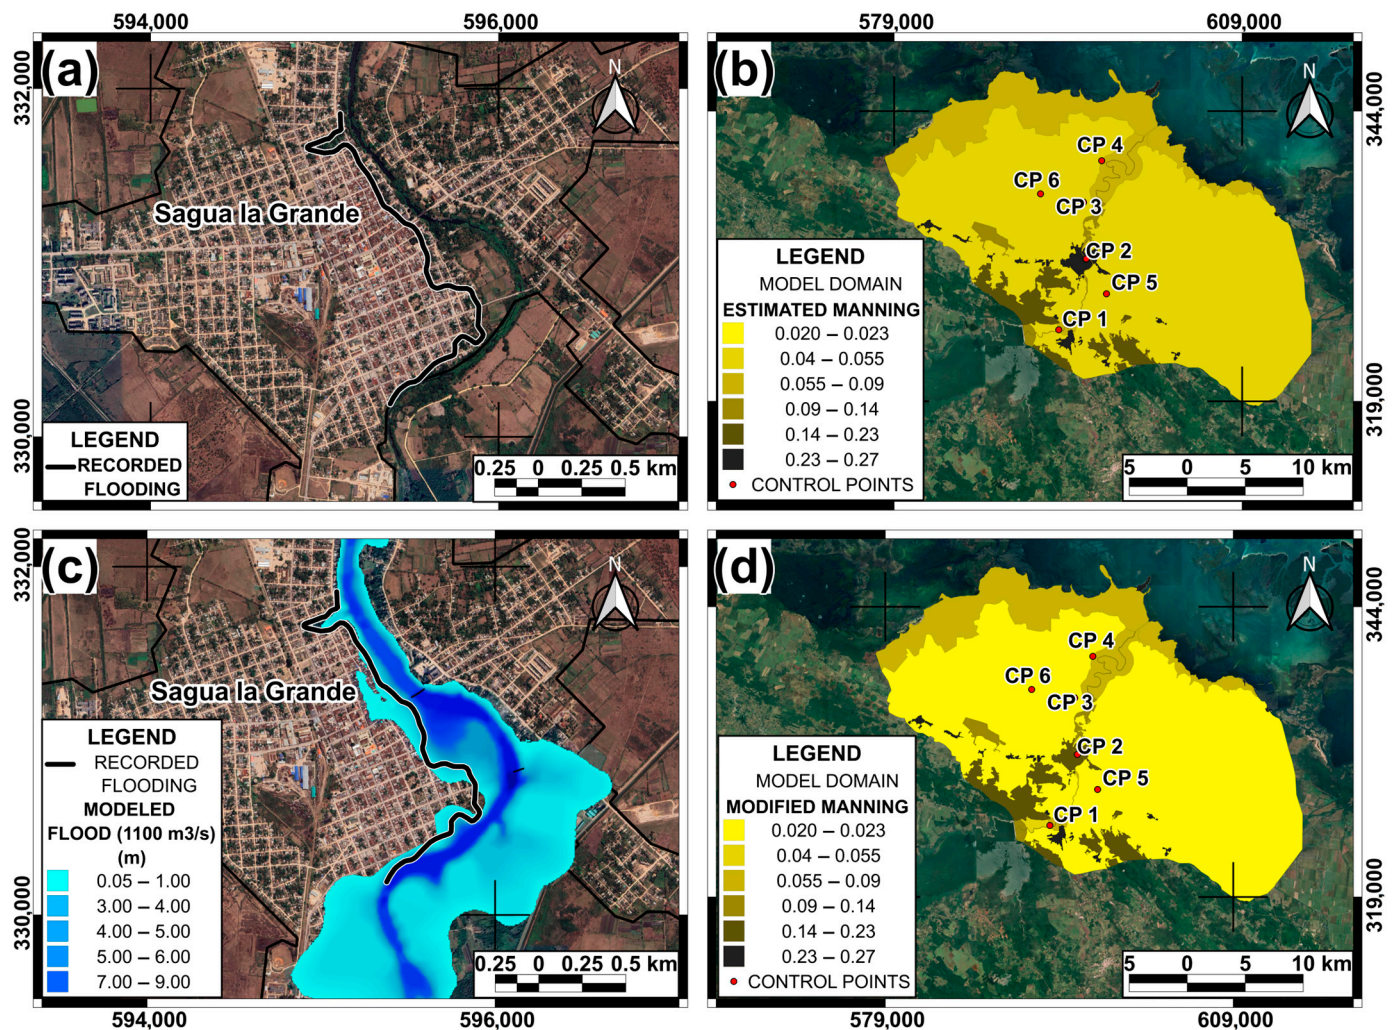 594,000
596,000
579,000
609,000
(a)
N
332,000
330,000
Sagua la Grande
LEGEND
RECORDED
FLOODING
0.25 0 0.25 0.5 km
(b)
N
344,000
319,000
CP 4
CP 6
CP 3
CP 2
CP 5
CP 1
LEGEND
MODEL DOMAIN
ESTIMATED MANNING
0.020 – 0.023
0.04 – 0.055
0.055 – 0.09
0.09 – 0.14
0.14 – 0.23
0.23 – 0.27
CONTROL POINTS
5 0 5 10 km
(c)
N
332,000
330,000
Sagua la Grande
LEGEND
RECORDED
FLOODING
MODELED
FLOOD (1100 m3/s)
(m)
0.05 – 1.00
3.00 – 4.00
4.00 – 5.00
5.00 – 6.00
7.00 – 9.00
0.25 0 0.25 0.5 km
(d)
N
344,000
319,000
CP 4
CP 6
CP 3
CP 2
CP 5
CP 1
LEGEND
MODEL DOMAIN
MODIFIED MANNING
0.020 – 0.023
0.04 – 0.055
0.055 – 0.09
0.09 – 0.14
0.14 – 0.23
0.23 – 0.27
CONTROL POINTS
5 0 5 10 km
594,000
596,000
579,000
609,000